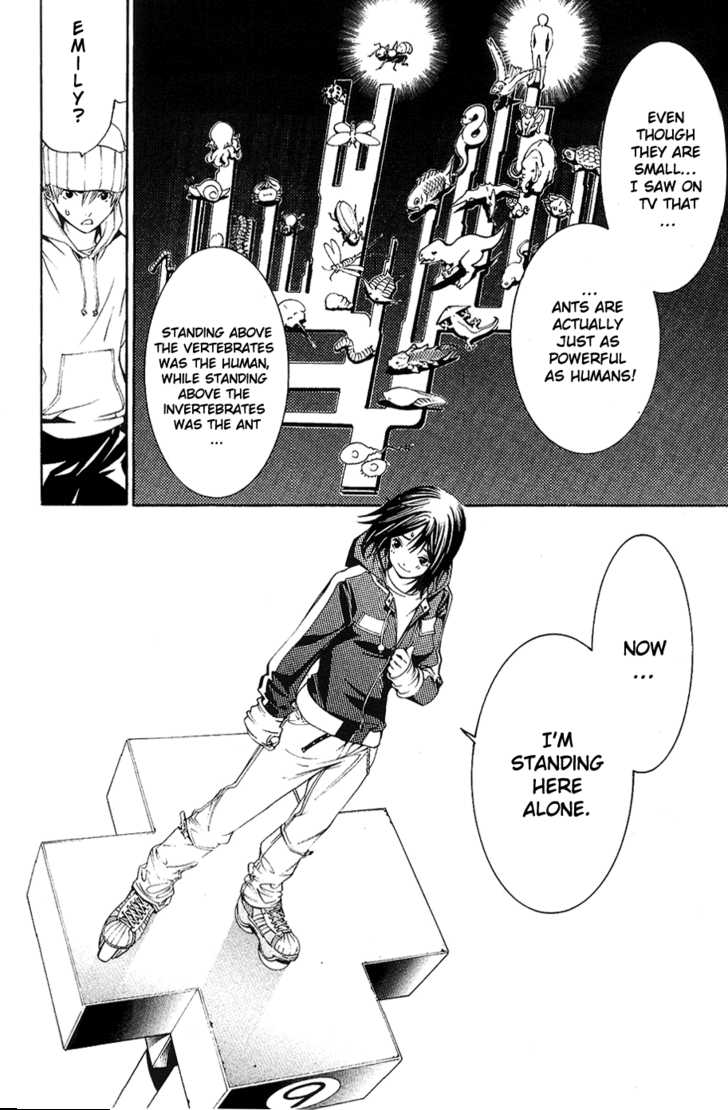 EVEN
THOUGH
THEY ARE
SMALL...
I SAW ON
TV THAT
...
...
ANTS ARE
ACTUALLY
JUST AS
POWERFUL
AS HUMANS!
STANDING ABOVE
THE VERTEBRATES
WAS THE HUMAN,
WHILE STANDING
ABOVE THE
INVERTEBRATES
WAS THE ANT
...
EMILY?
NOW
...
I'M
STANDING
HERE
ALONE.
9